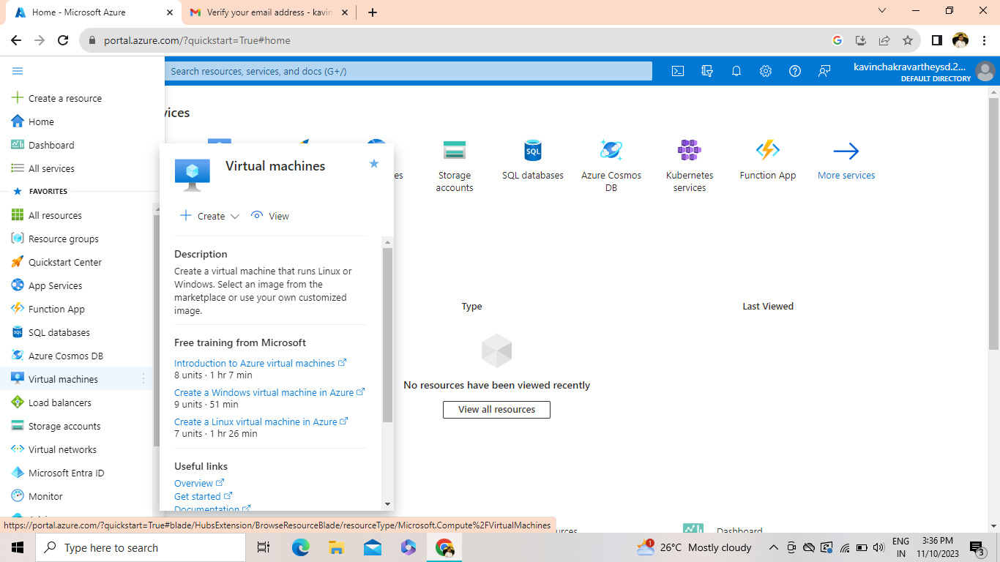 Home - Microsoft Azure
Verify your email address - kavin
portal.azure.com/?quickstart=True#home
Search resources, services, and docs (G+/)
kavinchakravartheysd.2...
DEFAULT DIRECTORY
Create a resource
Home
Dashboard
All services
FAVORITES
All resources
Resource groups
Quickstart Center
App Services
Function App
SQL databases
Azure Cosmos DB
Virtual machines
Load balancers
Storage accounts
Virtual networks
Microsoft Entra ID
Monitor
vices
es
Storage
accounts
SQL
SQL databases
Azure Cosmos
DB
Kubernetes
services
Function App
More services
Virtual machines
Create
View
Description
Create a virtual machine that runs Linux or
Windows. Select an image from the
marketplace or use your own customized
image.
Free training from Microsoft
Introduction to Azure virtual machines
8 units · 1 hr 7 min
Create a Windows virtual machine in Azure
9 units · 51 min
Create a Linux virtual machine in Azure
7 units · 1 hr 26 min
Useful links
Overview
Get started
Documentation
Type
Last Viewed
No resources have been viewed recently
View all resources
https://portal.azure.com/?quickstart=True#blade/HubsExtension/BrowseResourceBlade/resourceType/Microsoft.Compute%2FVirtualMachines
Dashboard
Type here to search
1
26°C Mostly cloudy
ENG
IN
3:36 PM
11/10/2023
3